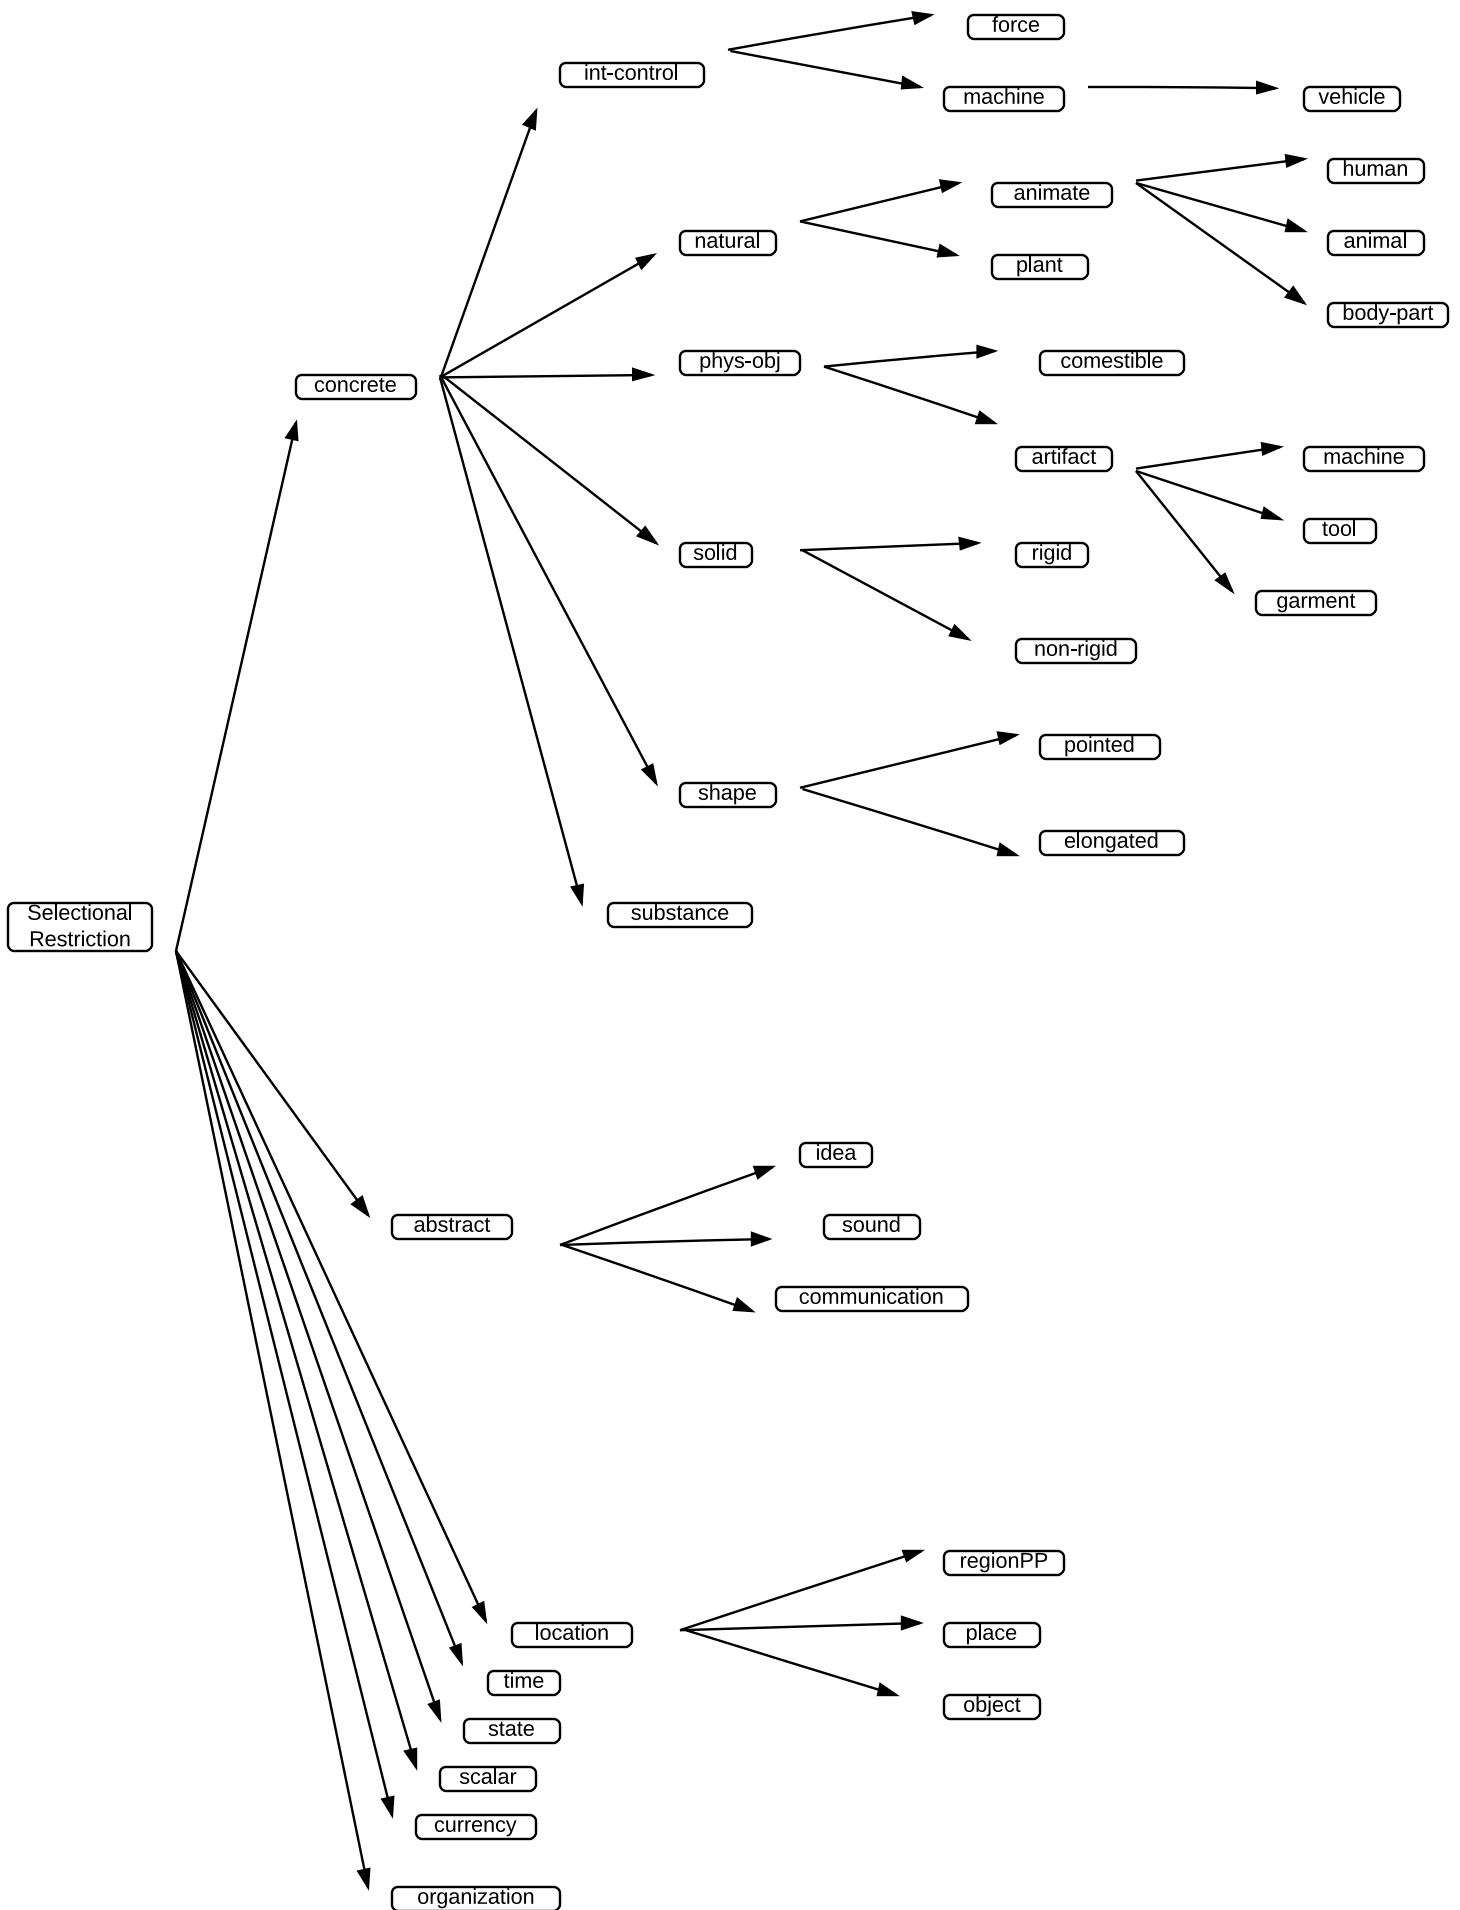 force
int-control
machine
vehicle
human
animate
natural
animal
plant
body-part
phys-obj
comestible
concrete
artifact
machine
tool
solid
rigid
garment
non-rigid
pointed
shape
elongated
Selectional
Restriction
substance
idea
abstract
sound
communication
regionPP
location
place
time
object
state
scalar
currency
organization